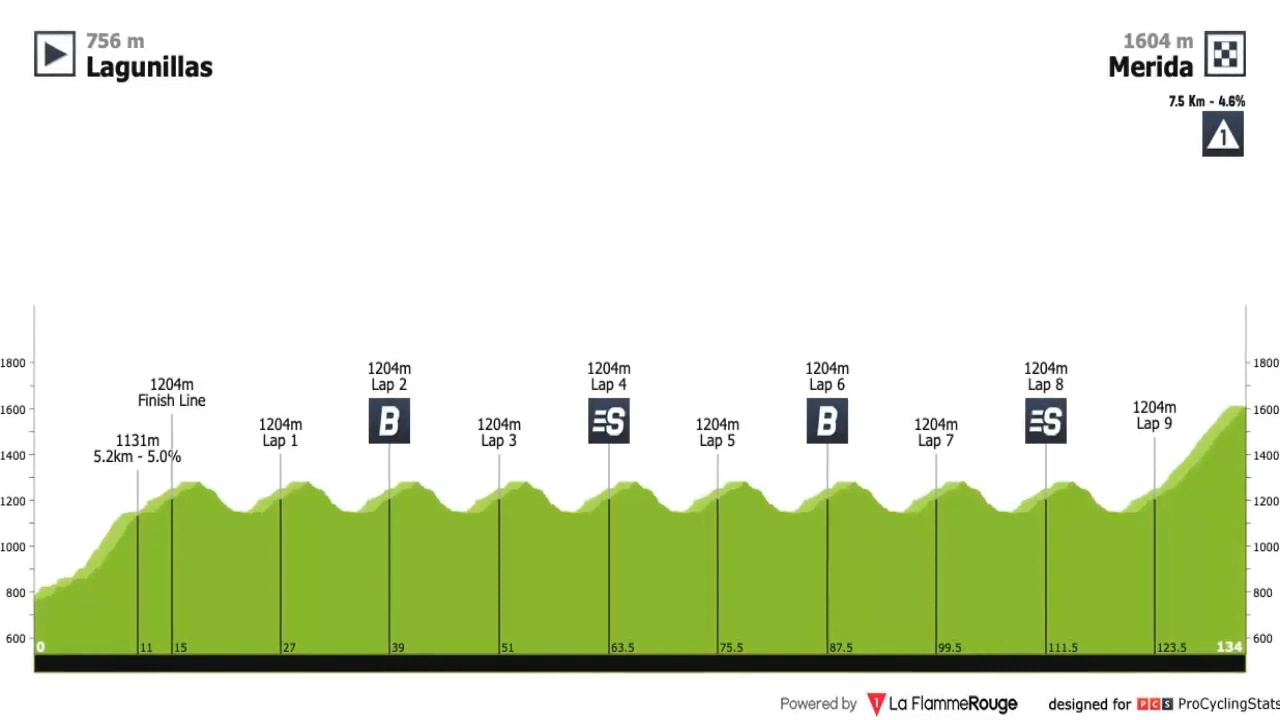 756 m
Lagunillas
1604 m
Merida
7.5 Km - 4.6%
1
1204m
Lap 2
B
1204m
Lap 4
S
1204m
Lap 6
B
1204m
Lap 8
S
1204m
Finish Line
1204m
Lap 9
1204m
Lap 1
1204m
Lap 3
1204m
Lap 5
1204m
Lap 7
1131m
5.2km - 5.0%
1800
1600
1400
1200
1000
800
600
1800
1600
1400
1200
1000
800
600
0 11 15 27 39 51 63.5 75.5 87.5 99.5 111.5 123.5 134
Powered by 1 La FlammeRouge designed for PCS ProCyclingStats